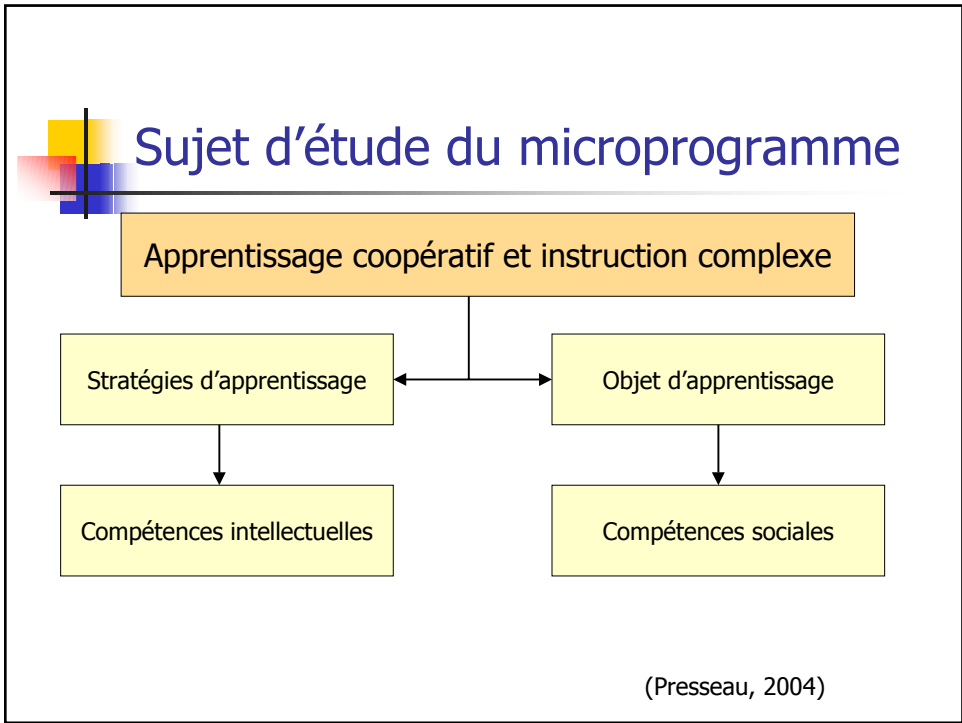 Sujet d’étude du microprogramme
Apprentissage coopératif et instruction complexe
Stratégies d’apprentissage
Objet d’apprentissage
Compétences intellectuelles
Compétences sociales
(Presseau, 2004)